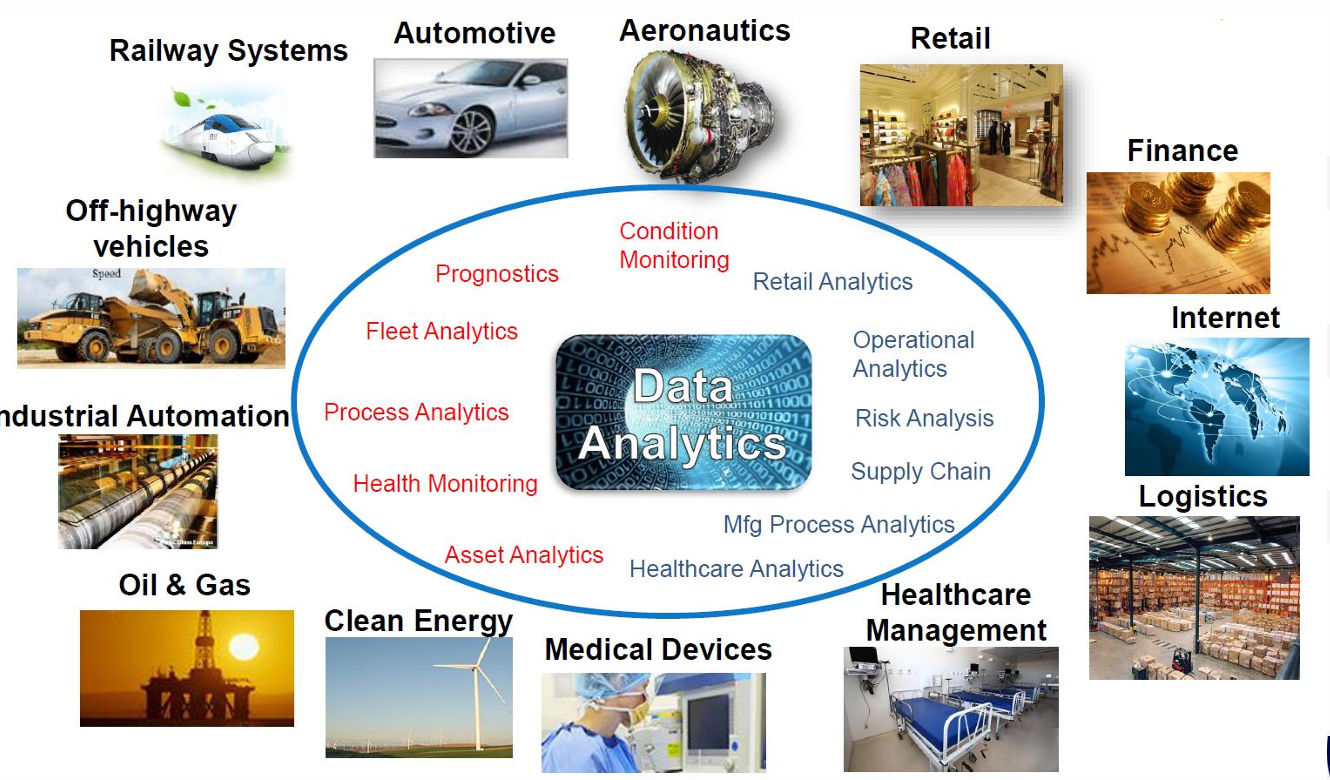 Railway Systems
Automotive
Aeronautics
Retail
Finance
Off-highway
vehicles
Speed
Internet
ndustrial Automation
Logistics
Oil & Gas
Clean Energy
Medical Devices
Healthcare
Management
Condition
Monitoring
Prognostics
Retail Analytics
Fleet Analytics
Operational
Analytics
Process Analytics
Risk Analysis
Health Monitoring
Supply Chain
Mfg Process Analytics
Asset Analytics
Healthcare Analytics
Data
Analytics
CAT